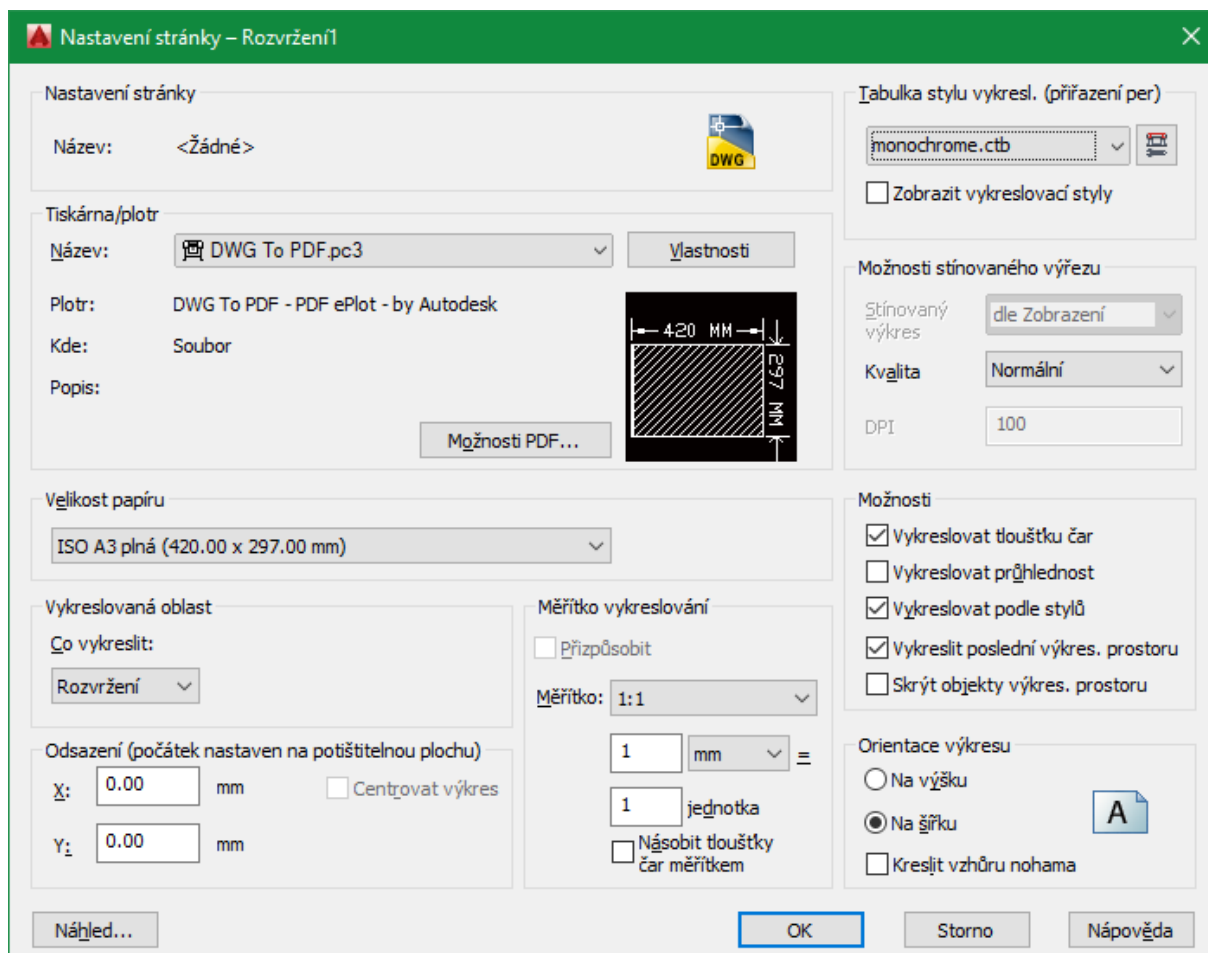 Nastavení stránky – Rozvržení1
Nastavení stránky
Název: <Žádné>
DWG
Tabulka stylu vykresl. (přiřazení per)
monochrome.ctb
Zobrazit vykreslovací styly
Tiskárna/plotr
Název: DWG To PDF.pc3 Vlastnosti
Plotr: DWG To PDF - PDF ePlot - by Autodesk
Kde: Soubor
Popis:
420 MM
297 MM
Možnosti PDF...
Možnosti stínovaného výřezu
Stínovaný výkres dle Zobrazení
Kvalita Normální
DPI 100
Velikost papíru
ISO A3 plná (420.00 x 297.00 mm)
Možnosti
Vykreslovat tloušťku čar
Vykreslovat průhlednost
Vykreslovat podle stylů
Vykreslit poslední výkres. prostoru
Skrýt objekty výkres. prostoru
Vykreslovaná oblast
Co vykreslit:
Rozvržení
Měřítko vykreslování
Přizpůsobit
Měřítko: 1:1
1 mm =
1 jednotka
Násobit tloušťky
čar měřítkem
Odsazení (počátek nastaven na potištitelnou plochu)
X: 0.00 mm Centrovat výkres
Y: 0.00 mm
Orientace výkresu
Na výšku
Na šířku
A
Kreslit vzhůru nohama
Náhled... OK Storno Nápověda